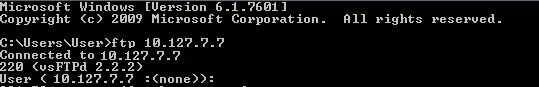 Microsoft Windows [Version 6.1.7601]
Copyright (c) 2009 Microsoft Corporation.  All rights reserved.
C:\Users\User>ftp 10.127.7.7
Connected to 10.127.7.7
220 (vsFTPd 2.2.2)
User ( 10.127.7.7 :(none)):